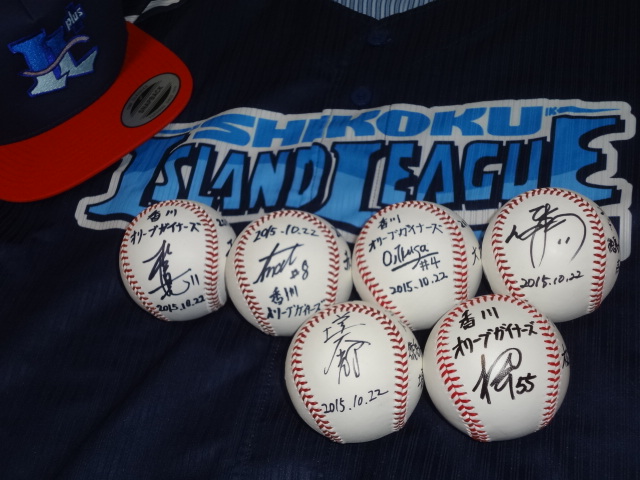 plus
SHIKOKU
ISLAND LEAGUE
香川
オリーブガイナーズ
11
2015.10.22
2015.10.22
#8
香川
オリーブガイナーズ
香川
オリーブガイナーズ
#4
2015.10.22
11
2015.10.22
2015.10.22
香川
オリーブガイナーズ
55